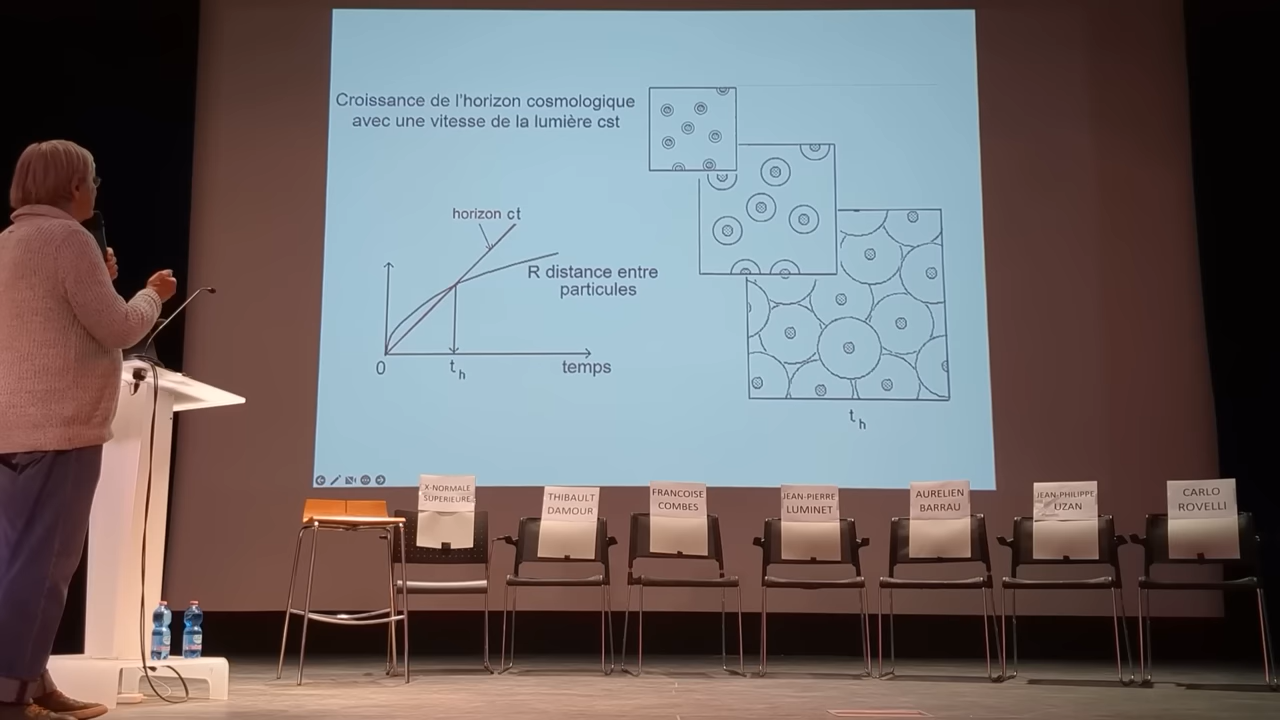 Croissance de l'horizon cosmologique
avec une vitesse de la lumière cst
horizon ct
R distance entre
particules
0
t h
temps
t h
X-NORMALE
SUPERIEURE
THIBAULT
DAMOUR
FRANCOISE
COMBES
JEAN-PIERRE
LUMINET
AURELIEN
BARRAU
JEAN-PHILIPPE
UZAN
CARLO
ROVELLI